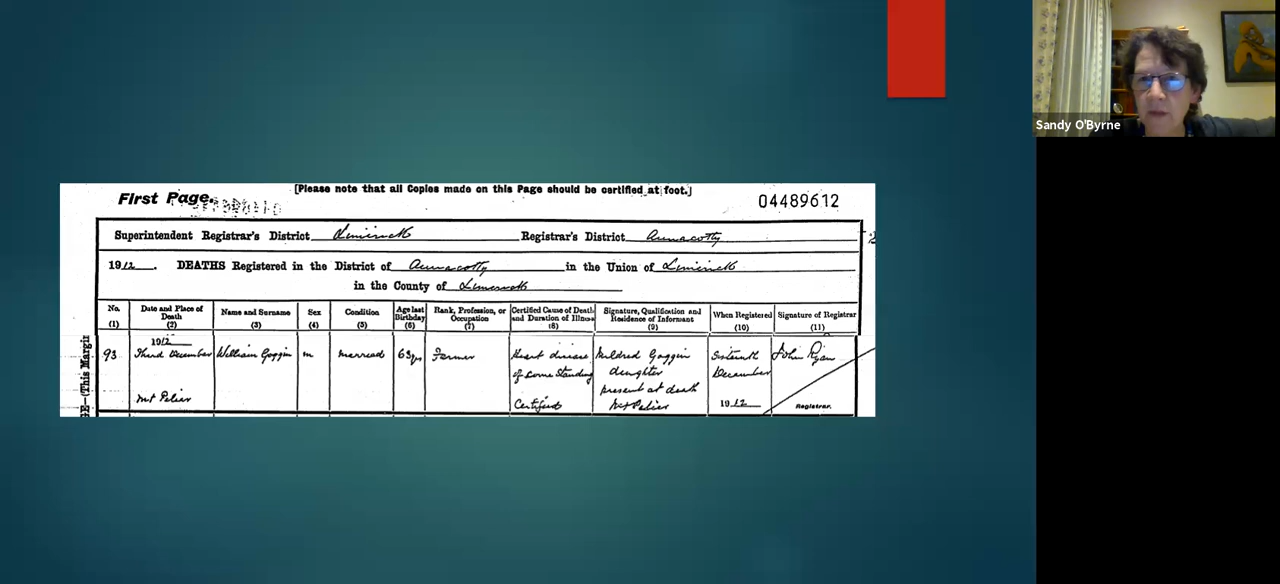 Sandy O'Byrne
[Please note that all Copies made on this Page should be certified at foot.]
First Page.
04489612
Superintendent Registrar's District Limerick Registrar's District Annacotty
1912. DEATHS Registered in the District of Annacotty in the Union of Limerick
in the County of Limerick
No. (1)
Date and Place of Death (2)
Name and Surname (3)
Sex (4)
Condition (5)
Age last Birthday (6)
Rank, Profession, or Occupation (7)
Certified Cause of Death and Duration of Illness (8)
Signature, Qualification and Residence of Informant (9)
When Registered (10)
Signature of Registrar (11)
93
1912
Third December
Mt Pelier
William Goggin
m
married
63 yrs
Farmer
Heart disease
of some standing
Certified
Mildred Goggin
daughter
present at death
Mt Pelier
Sixteenth
December
1912
John Ryan
Registrar.
GE—(This Margi